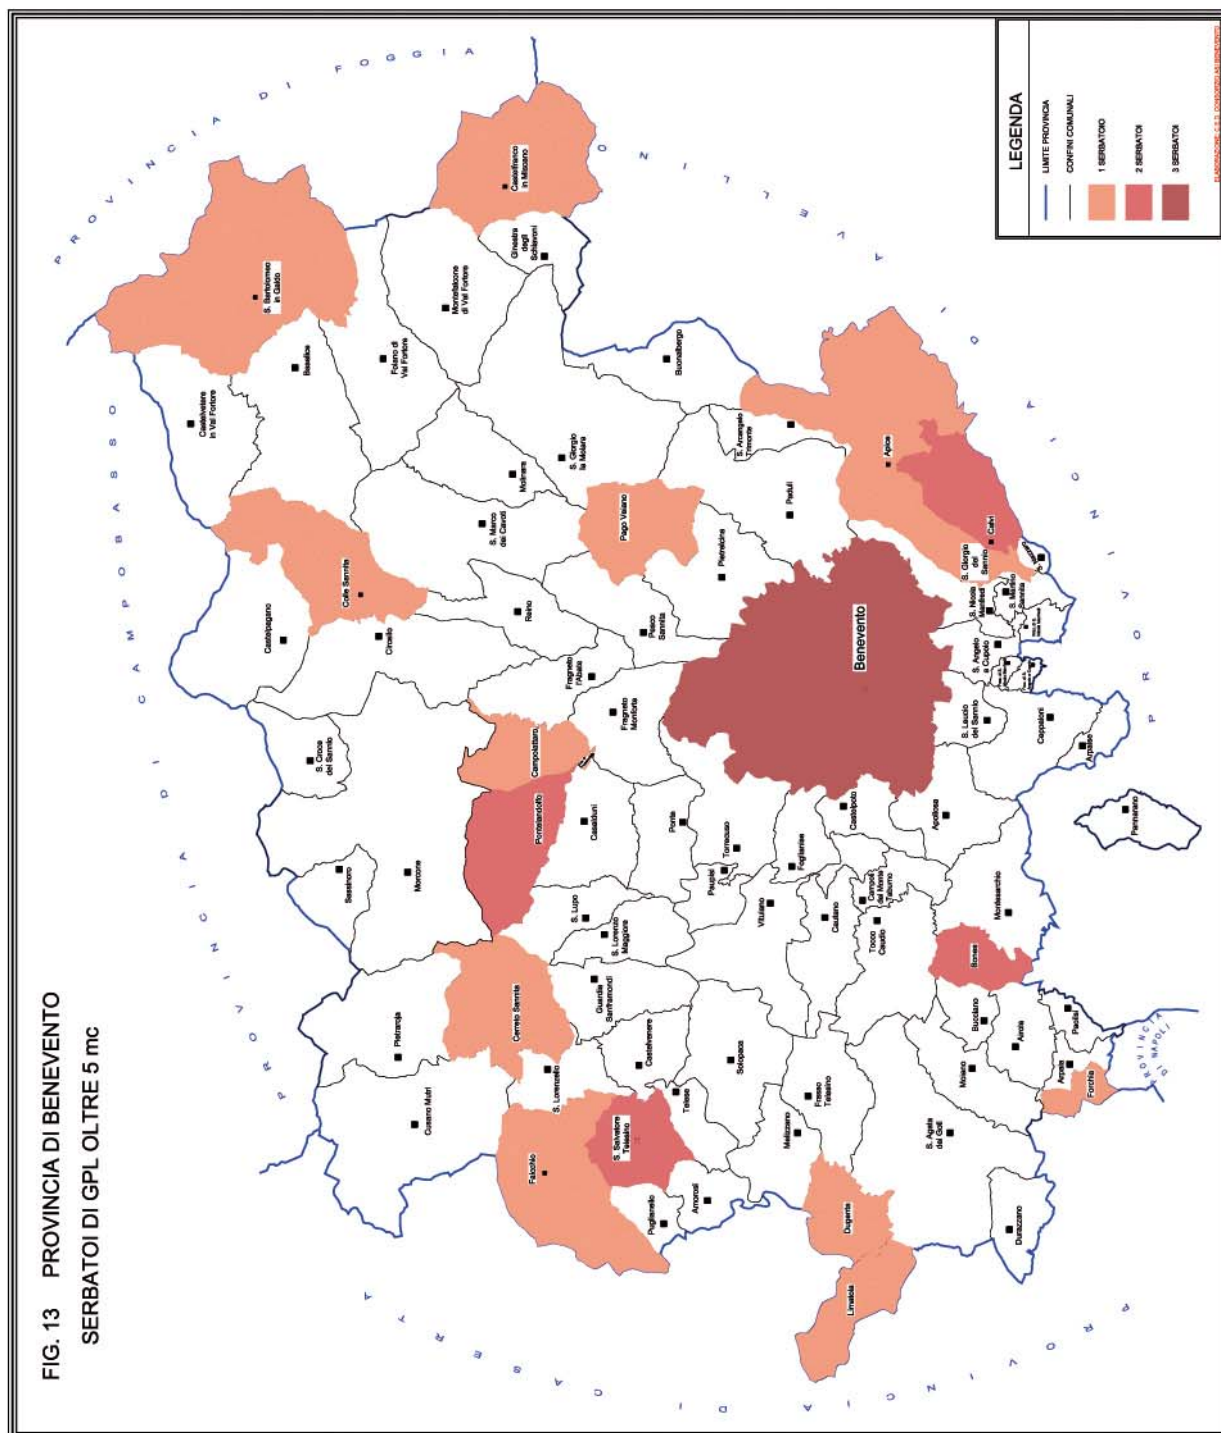 FIG. 13 PROVINCIA DI BENEVENTO
SERBATOI DI GPL OLTRE 5 mc
PROVINCIA DI CAMPOBASSO
PROVINCIA DI FOGGIA
PROVINCIA DI AVELLINO
PROVINCIA DI CASERTA
PROVINCIA
DI NAPOLI
Castelvetere
in Val Fortore
S. Bartolomeo
in Galdo
Baselice
Foiano di
Val Fortore
Montefalcone
di Val Fortore
Castelfranco
in Miscano
Ginestra
degli
Schiavoni
Castelpagano
Colle Sannita
Circello
S. Croce
del Sannio
Sassinoro
Morcone
Reino
S. Marco
dei Cavoti
Molinara
S. Giorgio
la Molara
Buonalbergo
Pietraroja
Cusano Mutri
Cerreto Sannita
Pontelandolfo
Campolattaro
Casalduni
Fragneto
l'Abate
Fragneto
Monforte
Pesco
Sannita
Pago Veiano
Pietrelcina
Paduli
S. Arcangelo
Trimonte
Apice
Calvi
S. Giorgio
del
Sannio
S. Nicola
Manfredi
S. Martino
Sannita
S. Angelo
a Cupolo
Benevento
S. Leucio
del Sannio
Ceppaloni
Arpaise
Pannarano
Apollosa
Castelpoto
Foglianise
Torrecuso
Paupisi
Ponte
S. Lupo
S. Lorenzo
Maggiore
Guardia
Sanframondi
S. Lorenzello
Faicchio
S. Salvatore
Telesino
Castelvenere
Telese
Puglianello
Amorosi
Solopaca
Vitulano
Cautano
Campoli
del Monte
Taburno
Tocco
Caudio
Montesarchio
Bonea
Bucciano
Airola
Paolisi
Arpaia
Forchia
Moiano
Frasso
Telesino
Melizzano
S. Agata
dei Goti
Dugenta
Limatola
Durazzano
LEGENDA
LIMITE PROVINCIA
CONFINI COMUNALI
1 SERBATOIO
2 SERBATOI
3 SERBATOI